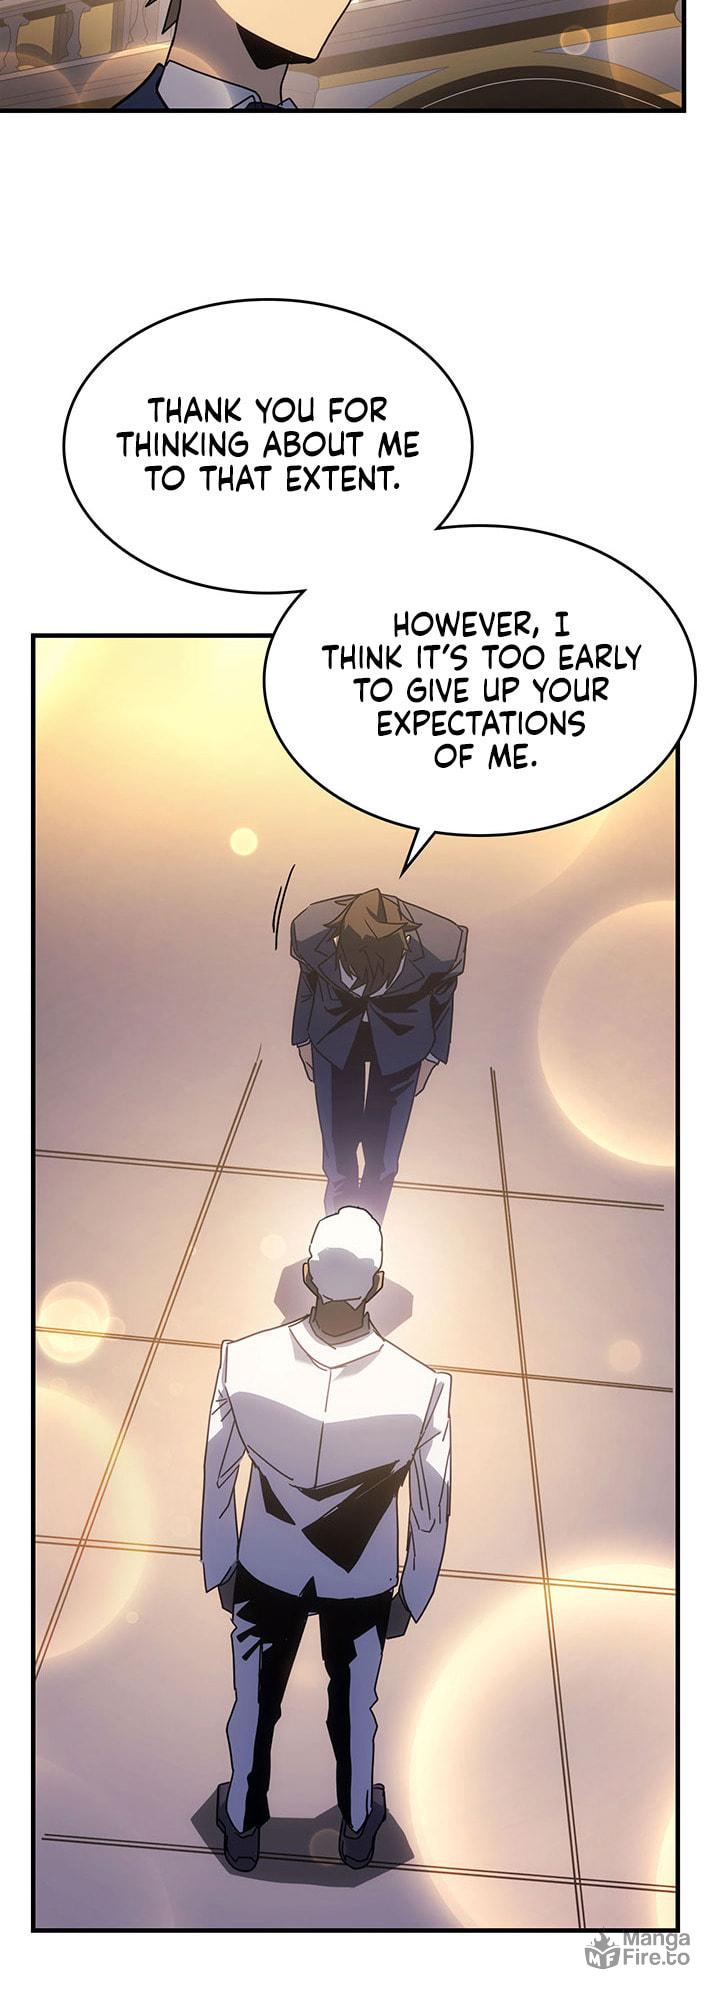 THANK YOU FOR
THINKING ABOUT ME
TO THAT EXTENT.
HOWEVER, I
THINK IT'S TOO EARLY
TO GIVE UP YOUR
EXPECTATIONS
OF ME.
Manga
MF Fire.to